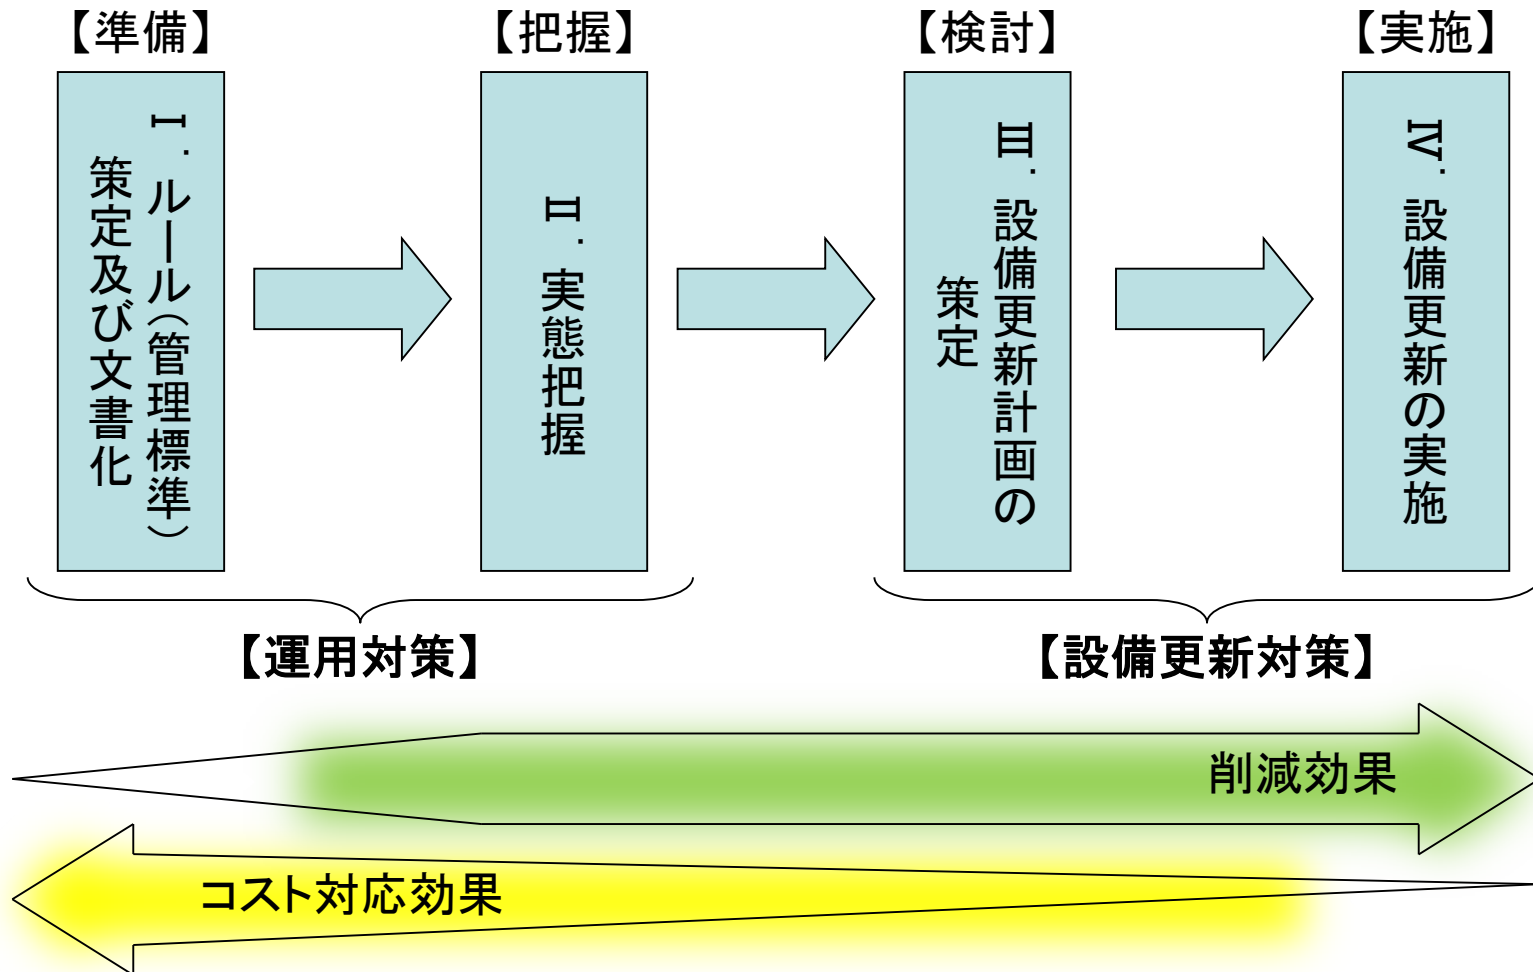 【準備】
【把握】
【検討】
【実施】
Ⅰ．ルール（管理標準）
策定及び文書化
Ⅱ．実態把握
Ⅲ．設備更新計画の
策定
Ⅳ．設備更新の実施
【運用対策】
【設備更新対策】
削減効果
コスト対応効果